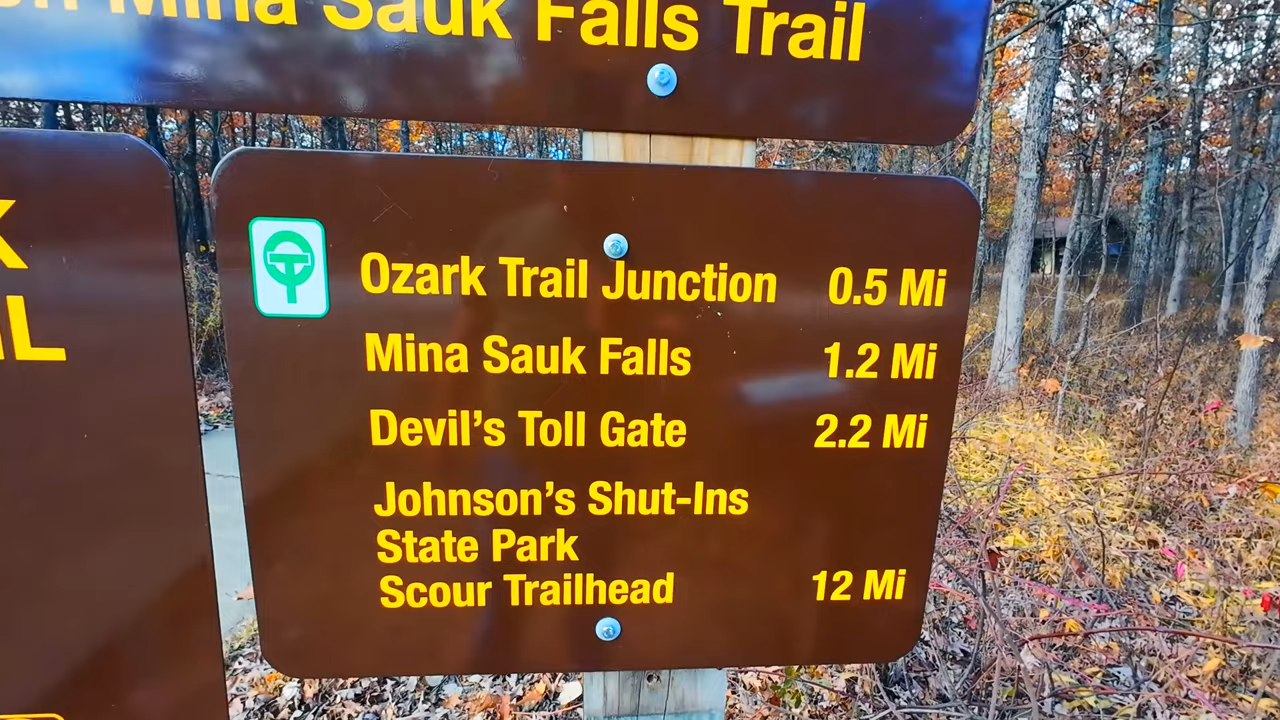 Mina Sauk Falls Trail
Ozark Trail Junction 0.5 Mi
Mina Sauk Falls 1.2 Mi
Devil's Toll Gate 2.2 Mi
Johnson's Shut-Ins
State Park
Scour Trailhead 12 Mi